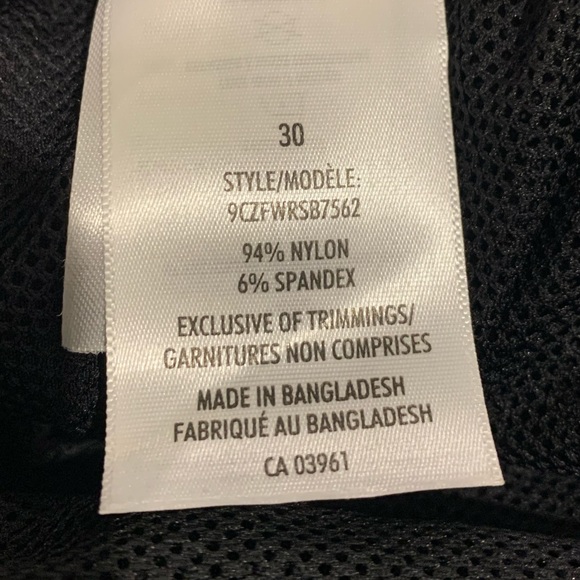 30
STYLE/MODÈLE:
9CZFWRSB7562
94% NYLON
6% SPANDEX
EXCLUSIVE OF TRIMMINGS/
GARNITURES NON COMPRISES
MADE IN BANGLADESH
FABRIQUÉ AU BANGLADESH
CA 03961